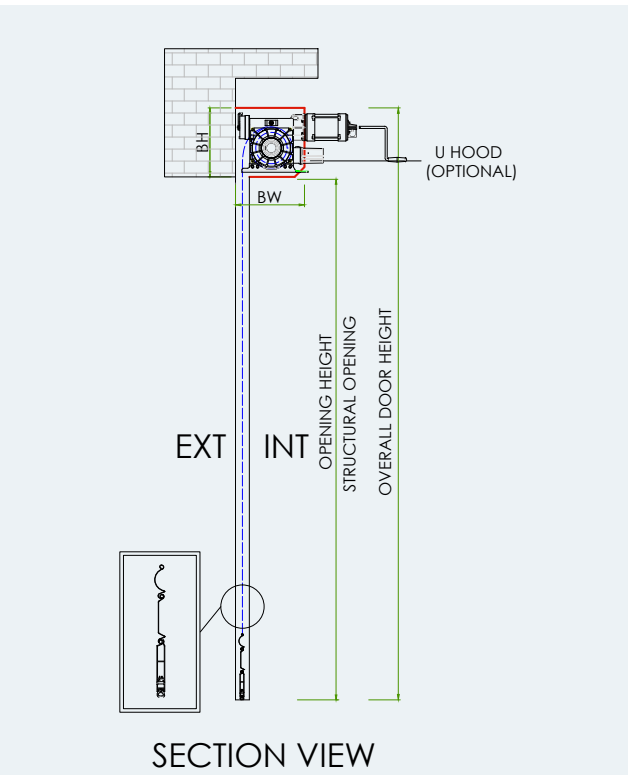 BH
U HOOD
(OPTIONAL)
BW
OPENING HEIGHT
STRUCTURAL OPENING
OVERALL DOOR HEIGHT
EXT
INT
SECTION VIEW